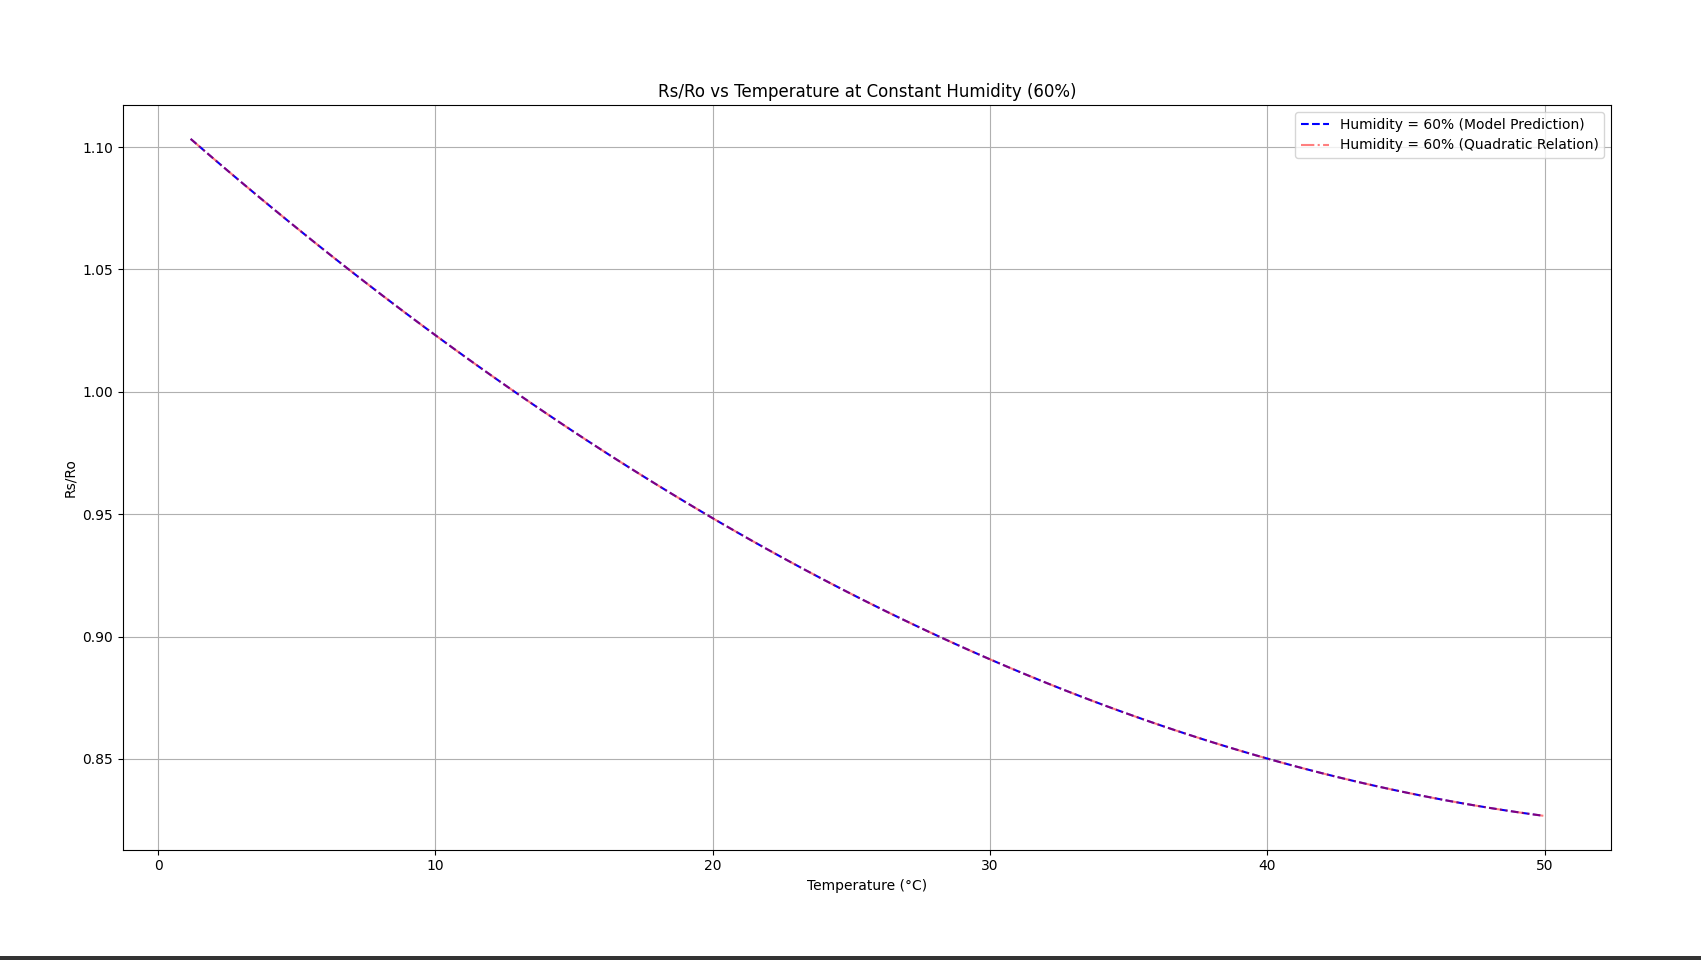 Rs/Ro vs Temperature at Constant Humidity (60%)
Humidity = 60% (Model Prediction)
Humidity = 60% (Quadratic Relation)
1.10
1.05
1.00
0.95
0.90
0.85
Rs/Ro
0 10 20 30 40 50
Temperature (°C)